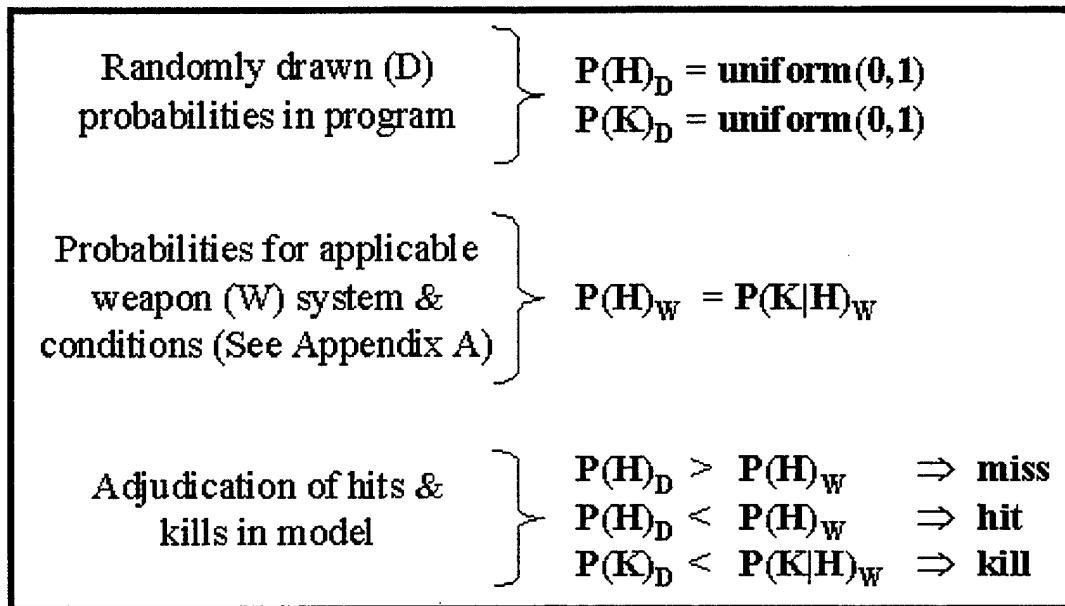 Randomly drawn (D)
probabilities in program
P(H)D = uniform(0,1)
P(K)D = uniform(0,1)
Probabilities for applicable
weapon (W) system &
conditions (See Appendix A)
P(H)W = P(K|H)W
Adjudication of hits &
kills in model
P(H)D > P(H)W ⇒ miss
P(H)D < P(H)W ⇒ hit
P(K)D < P(K|H)W ⇒ kill